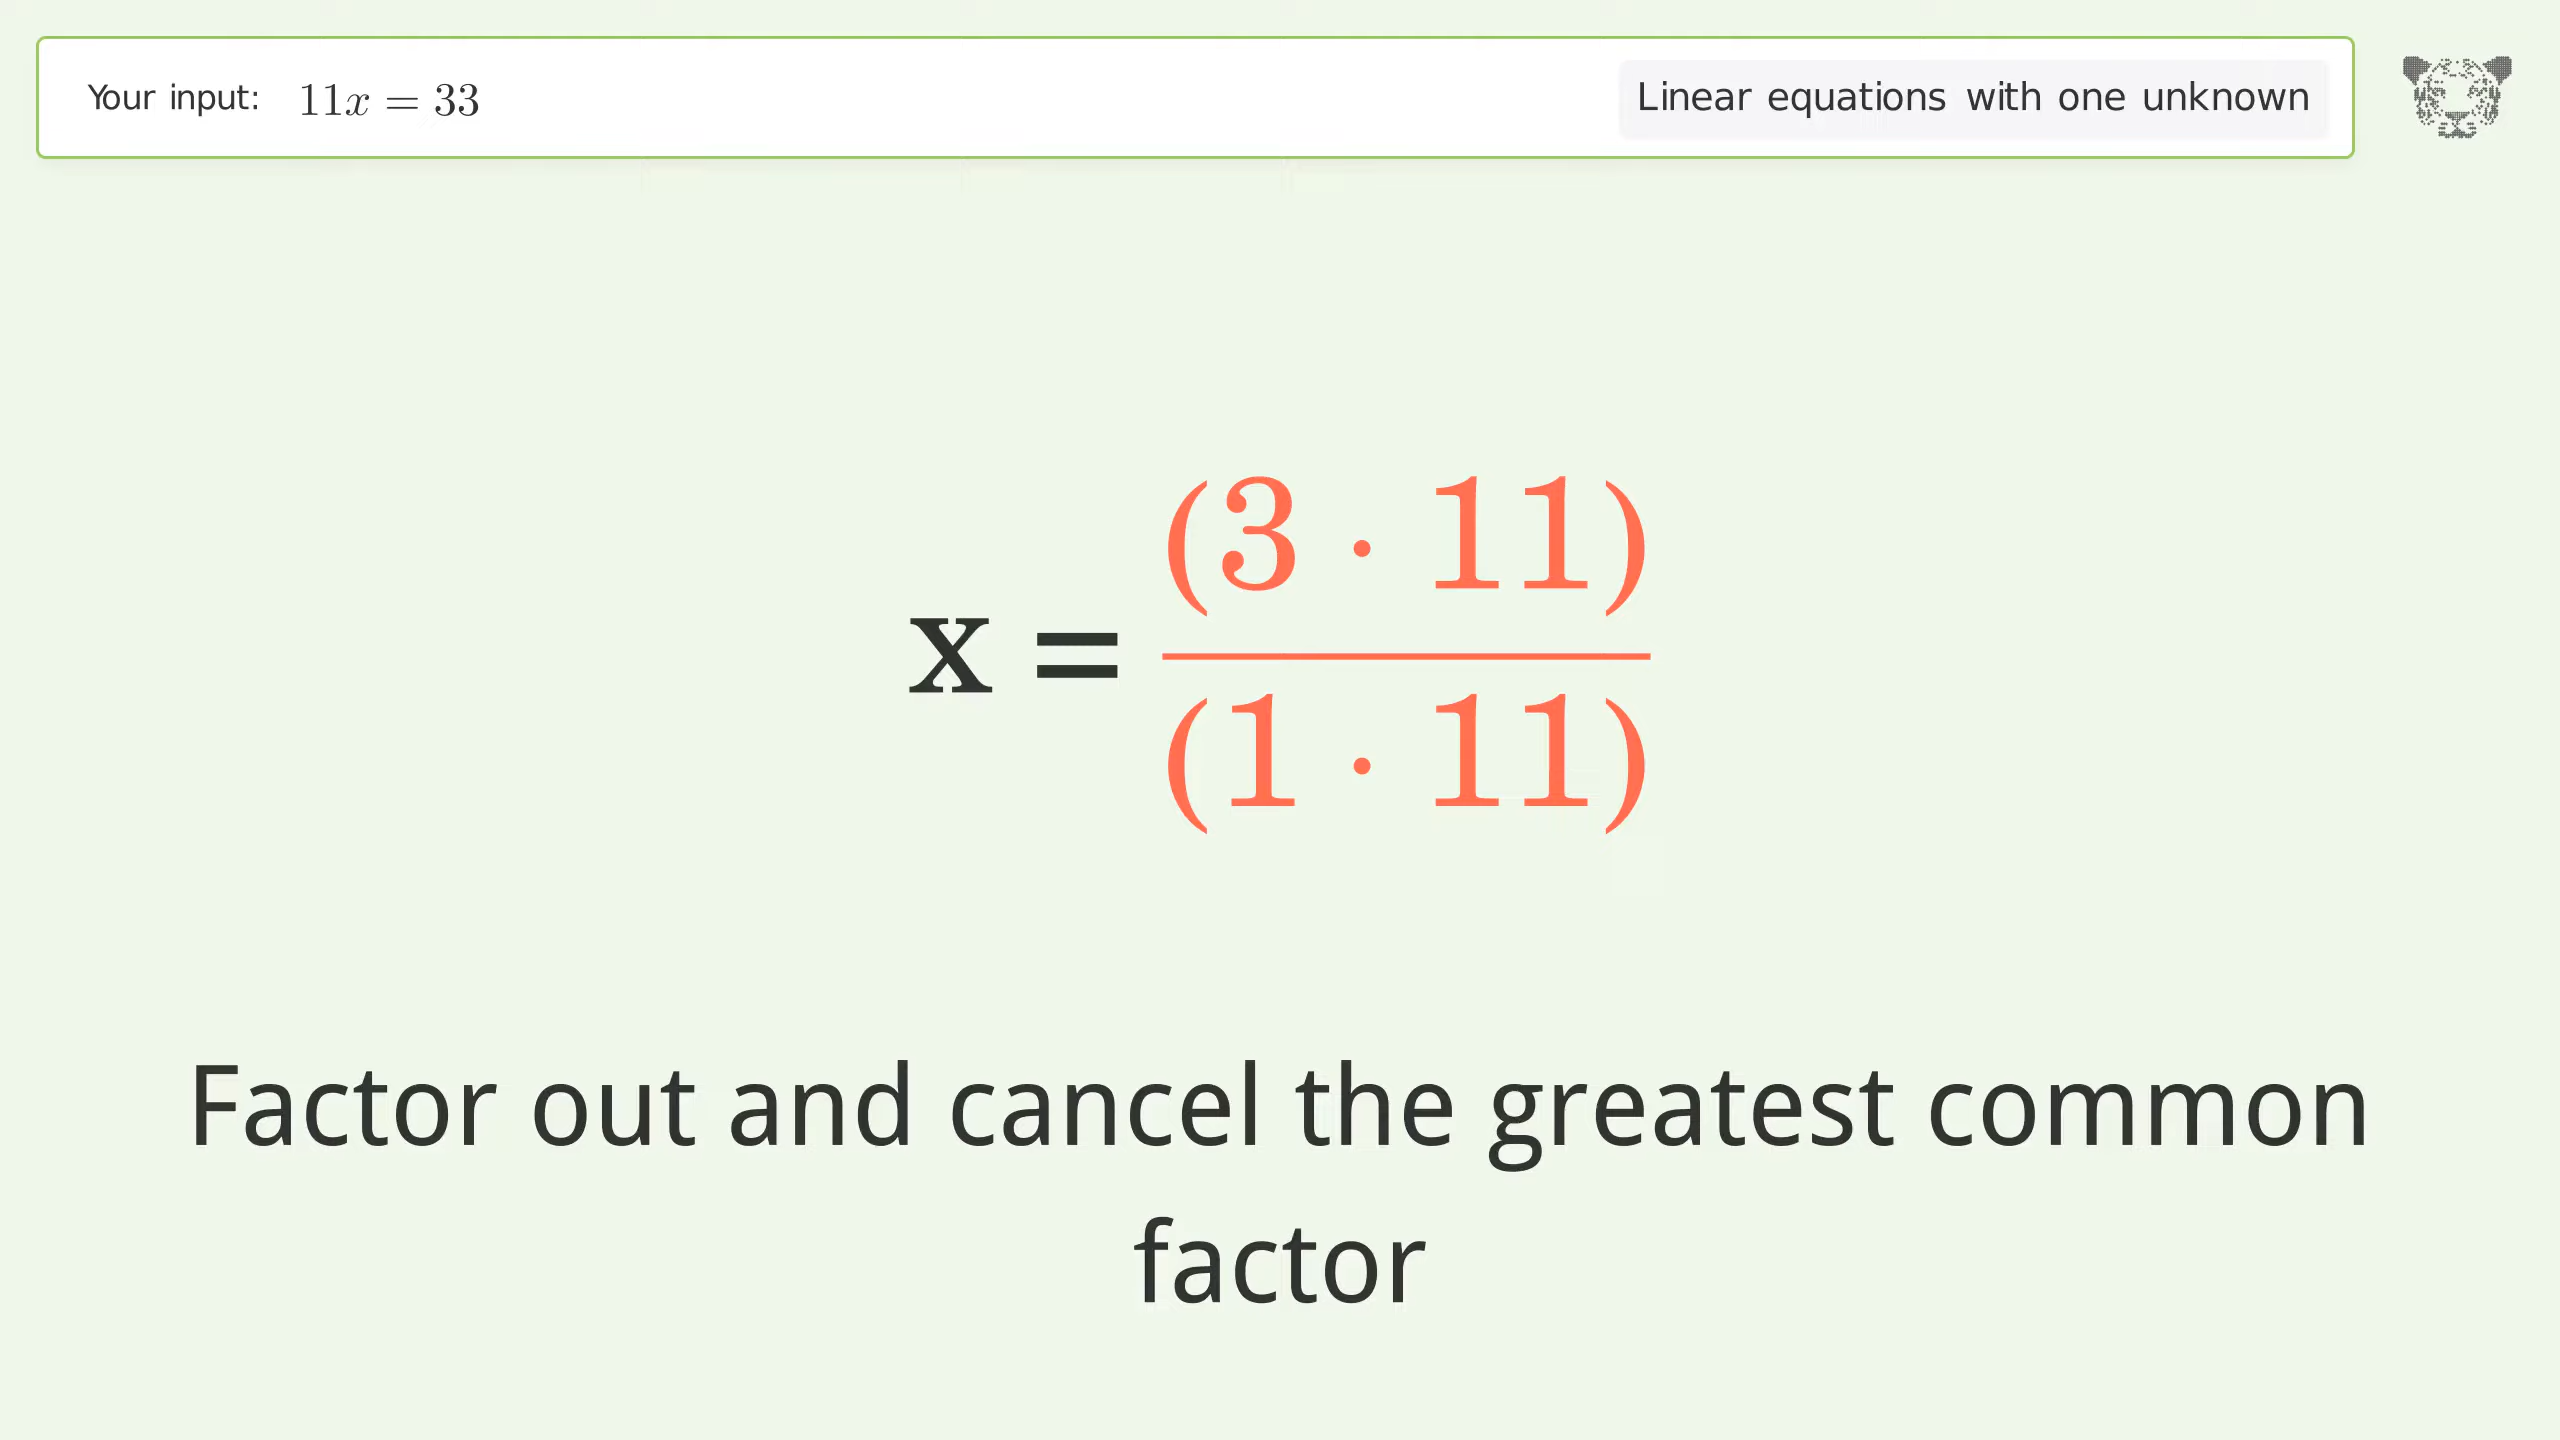 Your input: 11x = 33
Linear equations with one unknown
x = (3 · 11) / (1 · 11)
Factor out and cancel the greatest common
factor